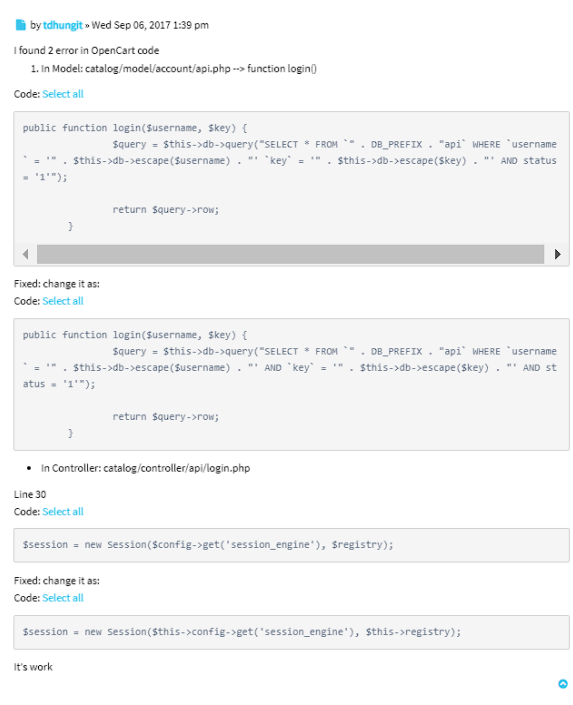 by tdhungit » Wed Sep 06, 2017 1:39 pm
I found 2 error in OpenCart code
1. In Model: catalog/model/account/api.php --> function login()
Code: Select all
public function login($username, $key) {
$query = $this->db->query("SELECT * FROM `" . DB_PREFIX . "api` WHERE `username
` = '" . $this->db->escape($username) . "' `key` = '" . $this->db->escape($key) . "' AND status
= '1'");
return $query->row;
}
Fixed: change it as:
Code: Select all
public function login($username, $key) {
$query = $this->db->query("SELECT * FROM `" . DB_PREFIX . "api` WHERE `username
` = '" . $this->db->escape($username) . "' AND `key` = '" . $this->db->escape($key) . "' AND st
atus = '1'");
return $query->row;
}
• In Controller: catalog/controller/api/login.php
Line 30
Code: Select all
$session = new Session($config->get('session_engine'), $registry);
Fixed: change it as:
Code: Select all
$session = new Session($this->config->get('session_engine'), $this->registry);
It's work